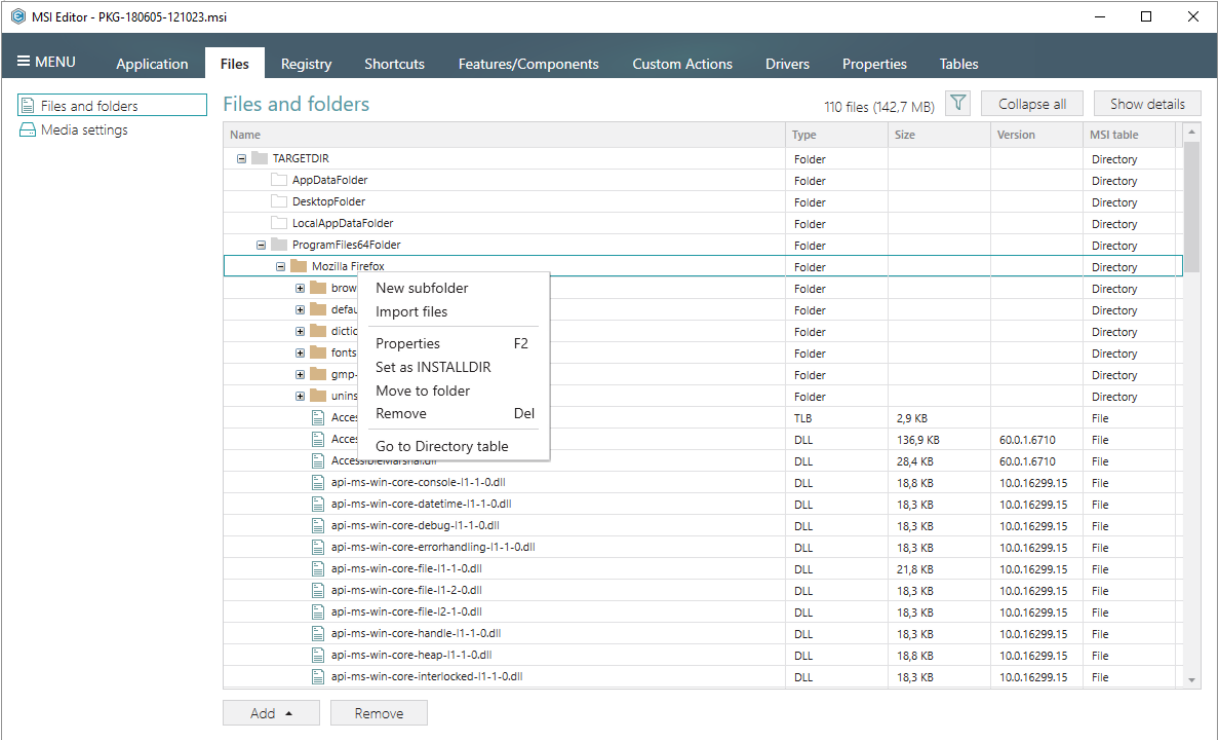 MSI Editor - PKG-180605-121023.msi
MENU Application Files Registry Shortcuts Features/Components Custom Actions Drivers Properties Tables
Files and folders
Media settings
Files and folders 110 files (142,7 MB) Collapse all Show details
Name Type Size Version MSI table
TARGETDIR Folder Directory
AppDataFolder Folder Directory
DesktopFolder Folder Directory
LocalAppDataFolder Folder Directory
ProgramFiles64Folder Folder Directory
Mozilla Firefox Folder Directory
brow Folder Directory
defau Folder Directory
dictio Folder Directory
fonts Folder Directory
gmp- Folder Directory
unins Folder Directory
Acces TLB 2,9 KB File
Acces DLL 136,9 KB 60.0.1.6710 File
AccessibleMarshal.dll DLL 28,4 KB 60.0.1.6710 File
api-ms-win-core-console-l1-1-0.dll DLL 18,8 KB 10.0.16299.15 File
api-ms-win-core-datetime-l1-1-0.dll DLL 18,3 KB 10.0.16299.15 File
api-ms-win-core-debug-l1-1-0.dll DLL 18,3 KB 10.0.16299.15 File
api-ms-win-core-errorhandling-l1-1-0.dll DLL 18,3 KB 10.0.16299.15 File
api-ms-win-core-file-l1-1-0.dll DLL 21,8 KB 10.0.16299.15 File
api-ms-win-core-file-l1-2-0.dll DLL 18,3 KB 10.0.16299.15 File
api-ms-win-core-file-l2-1-0.dll DLL 18,3 KB 10.0.16299.15 File
api-ms-win-core-handle-l1-1-0.dll DLL 18,3 KB 10.0.16299.15 File
api-ms-win-core-heap-l1-1-0.dll DLL 18,8 KB 10.0.16299.15 File
api-ms-win-core-interlocked-l1-1-0.dll DLL 18,3 KB 10.0.16299.15 File
New subfolder
Import files
Properties F2
Set as INSTALLDIR
Move to folder
Remove Del
Go to Directory table
Add Remove